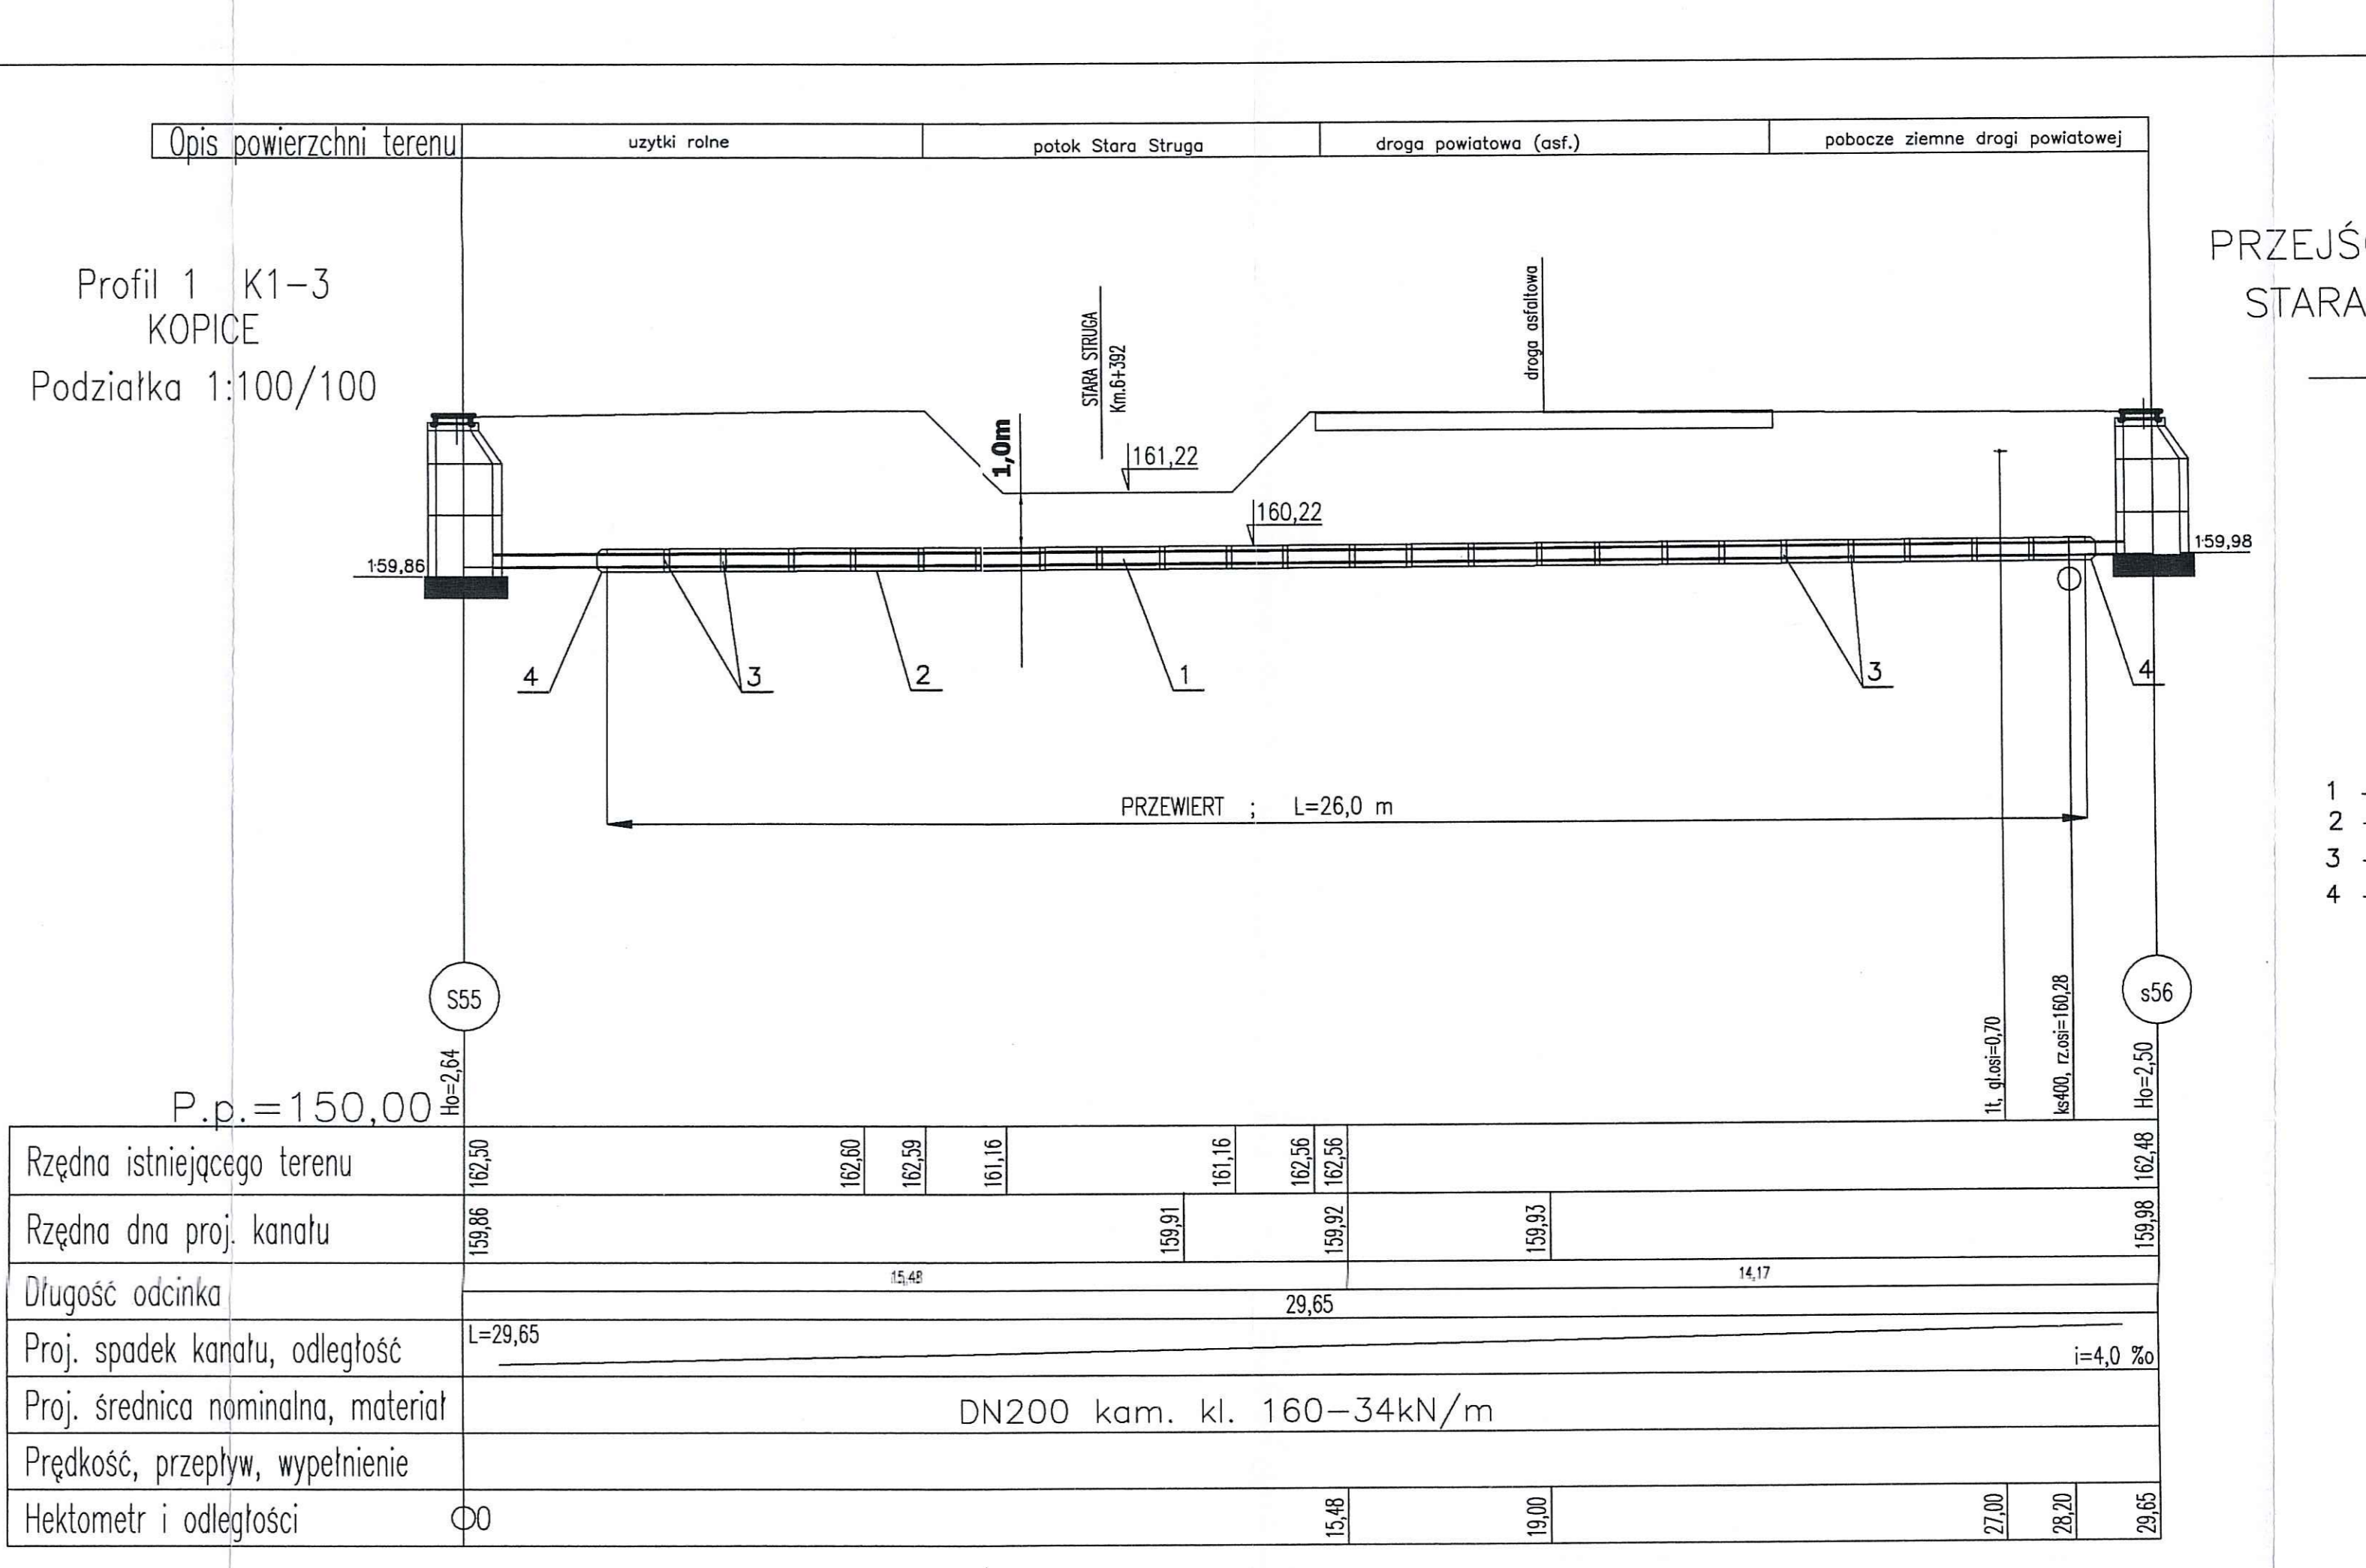 Opis powierzchni terenu
uzytki rolne
potok Stara Struga
droga powiatowa (asf.)
pobocze ziemne drogi powiatowej
Profil 1 K1-3
KOPICE
Podziałka 1:100/100
PRZEJŚ
STARA
STARA STRUGA
Km.6+392
droga asfaltowa
1,0m
161,22
160,22
159,86
159,98
4
3
2
1
3
4
PRZEWIERT ; L=26,0 m
1 -
2 -
3 -
4 -
S55
s56
Ho=2,64
1t, gł.osi=0,70
ks400, rz.osi=160,28
Ho=2,50
P.p.=150,00
Rzędna istniejącego terenu
162,50
162,60
162,59
161,16
161,16
162,56
162,56
162,48
Rzędna dna proj. kanału
159,86
159,91
159,92
159,93
159,98
Długość odcinka
15,48
14,17
29,65
Proj. spadek kanału, odległość
L=29,65
i=4,0 ‰
Proj. średnica nominalna, materiał
DN200 kam. kl. 160-34kN/m
Prędkość, przepływ, wypełnienie
Hektometr i odległości
0
15,48
19,00
27,00
28,20
29,65